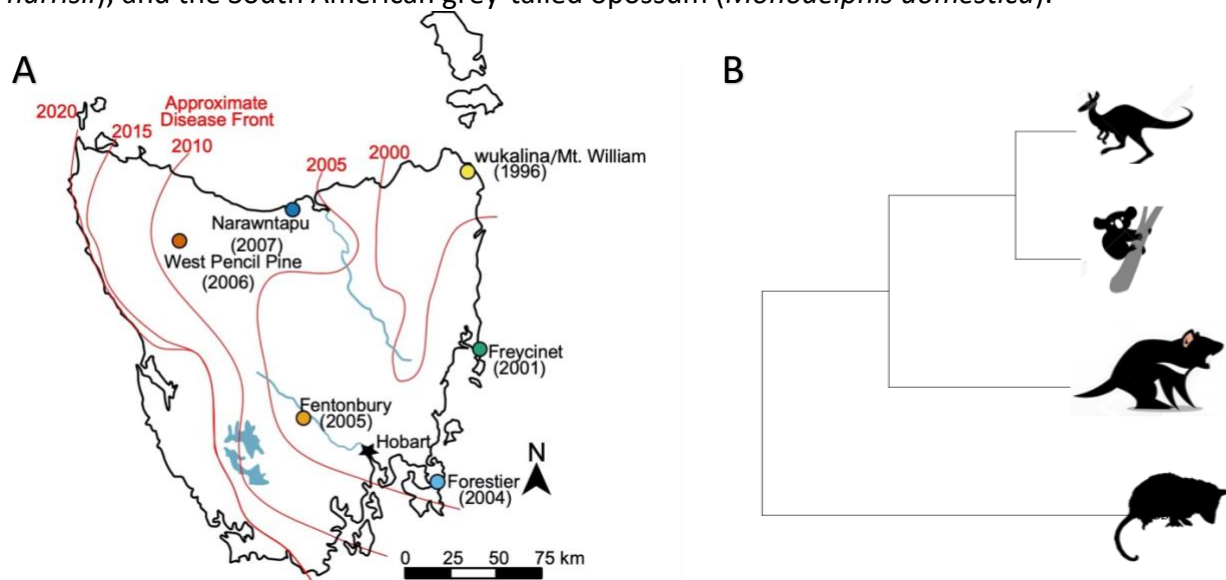 harrisii), and the South American grey-tailed opossum (Monodelphis domestica).
A
B
2020
2015
Approximate
Disease Front
2010
2005
2000
wukalina/Mt. William
(1996)
Narawntapu
(2007)
West Pencil Pine
(2006)
Freycinet
(2001)
Fentonbury
(2005)
Hobart
N
Forestier
(2004)
0 25 50 75 km